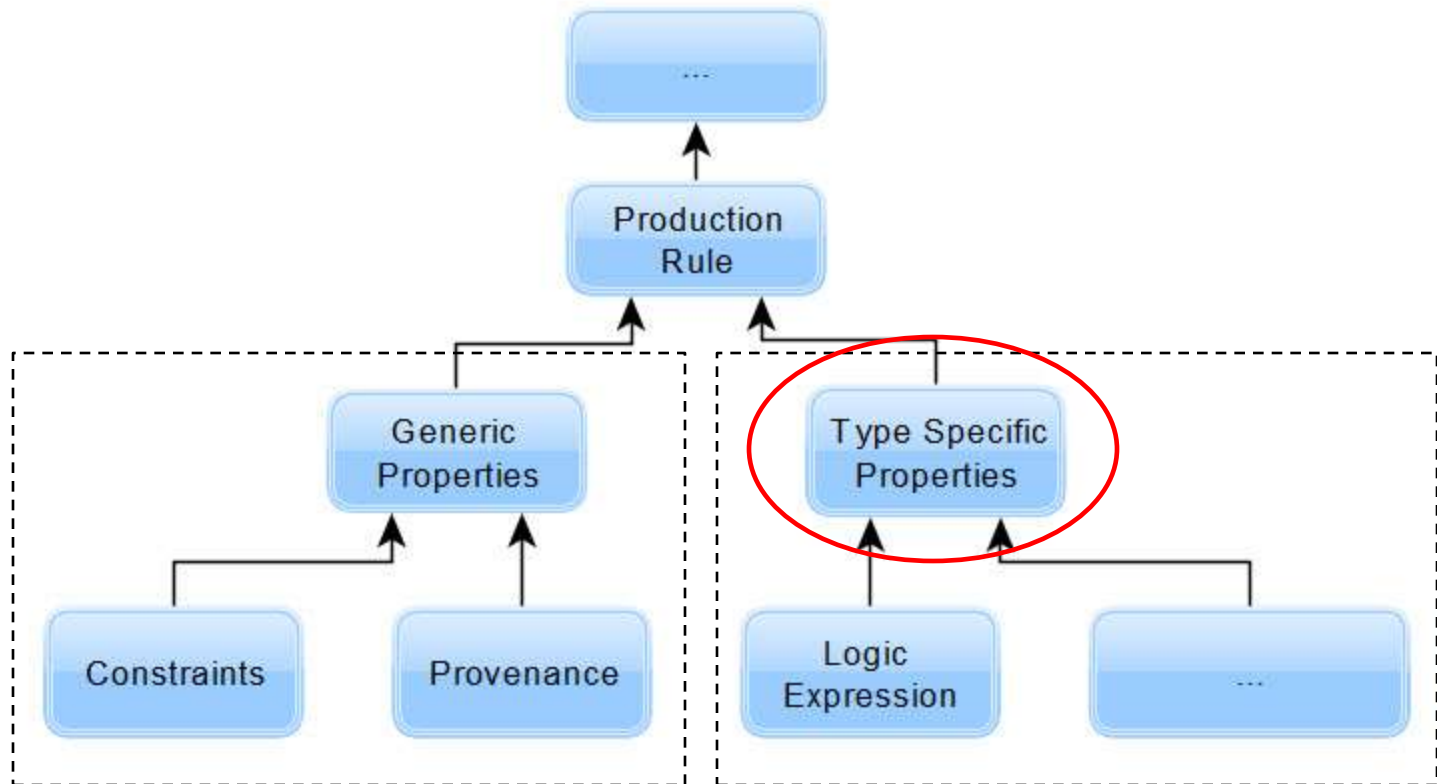 ...
Production
Rule
Generic
Properties
Type Specific
Properties
Constraints
Provenance
Logic
Expression
...